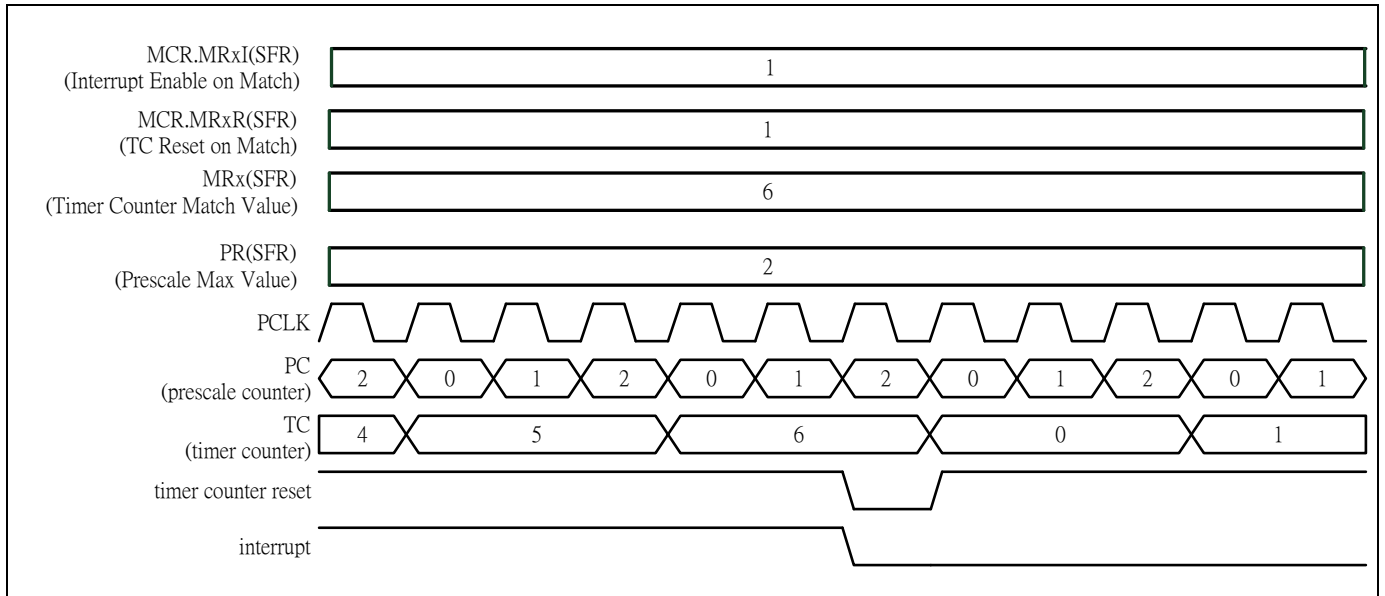 MCR.MRxI(SFR)
(Interrupt Enable on Match)
1
MCR.MRxR(SFR)
(TC Reset on Match)
1
MRx(SFR)
(Timer Counter Match Value)
6
PR(SFR)
(Prescale Max Value)
2
PCLK
PC
(prescale counter)
2 0 1 2 0 1 2 0 1 2 0 1
TC
(timer counter)
4 5 6 0 1
timer counter reset
interrupt